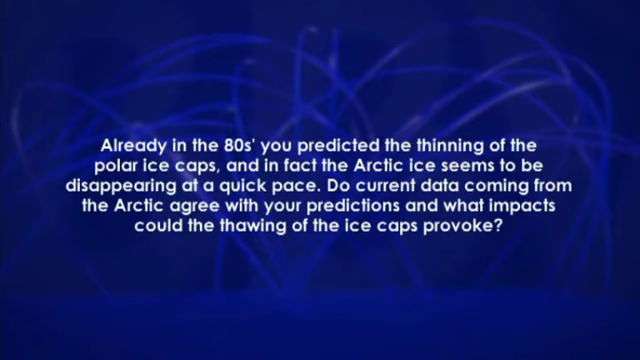 Already in the 80s' you predicted the thinning of the
polar ice caps, and in fact the Arctic ice seems to be
disappearing at a quick pace. Do current data coming from
the Arctic agree with your predictions and what impacts
could the thawing of the ice caps provoke?